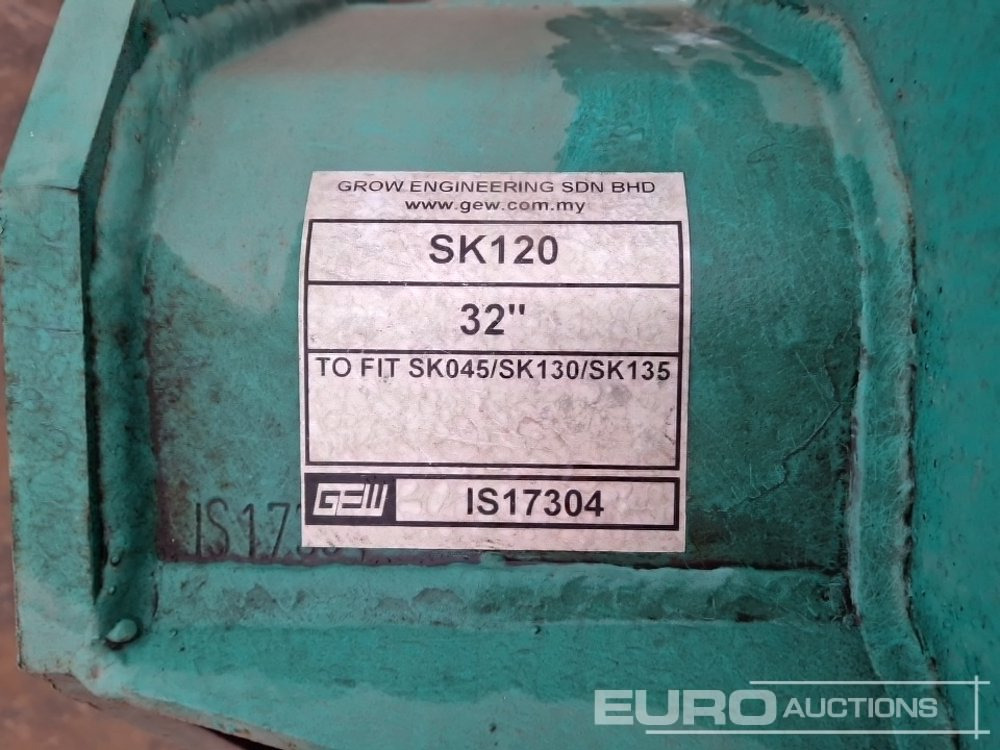 GROW ENGINEERING SDN BHD
www.gew.com.my
SK120
32"
TO FIT SK045/SK130/SK135
GEW IS17304
IS17304
EURO AUCTIONS